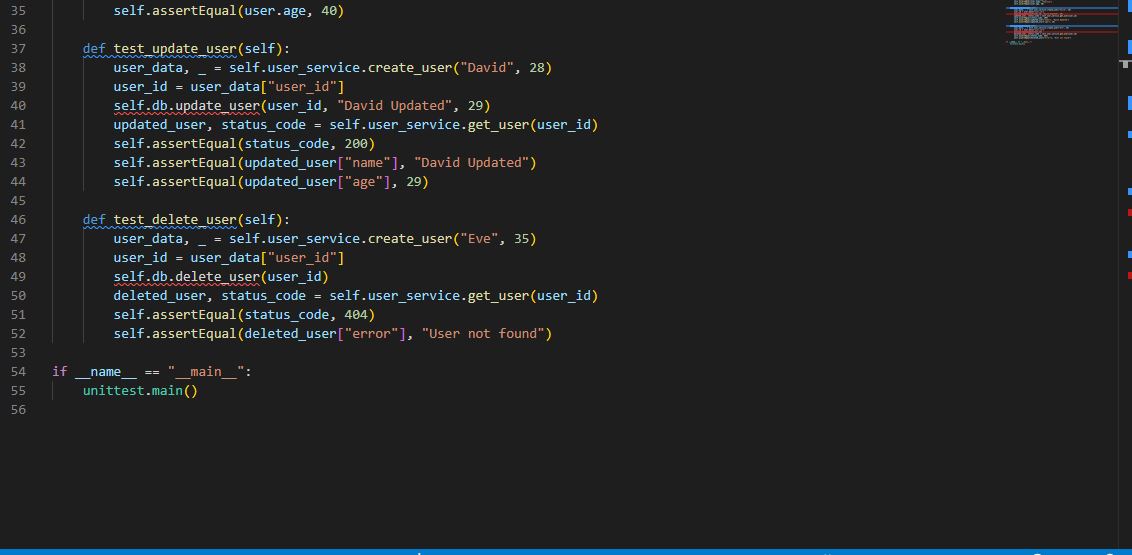 35 self.assertEqual(user.age, 40)
36
37 def test_update_user(self):
38 user_data, _ = self.user_service.create_user("David", 28)
39 user_id = user_data["user_id"]
40 self.db.update_user(user_id, "David Updated", 29)
41 updated_user, status_code = self.user_service.get_user(user_id)
42 self.assertEqual(status_code, 200)
43 self.assertEqual(updated_user["name"], "David Updated")
44 self.assertEqual(updated_user["age"], 29)
45
46 def test_delete_user(self):
47 user_data, _ = self.user_service.create_user("Eve", 35)
48 user_id = user_data["user_id"]
49 self.db.delete_user(user_id)
50 deleted_user, status_code = self.user_service.get_user(user_id)
51 self.assertEqual(status_code, 404)
52 self.assertEqual(deleted_user["error"], "User not found")
53
54 if __name__ == "__main__":
55 unittest.main()
56